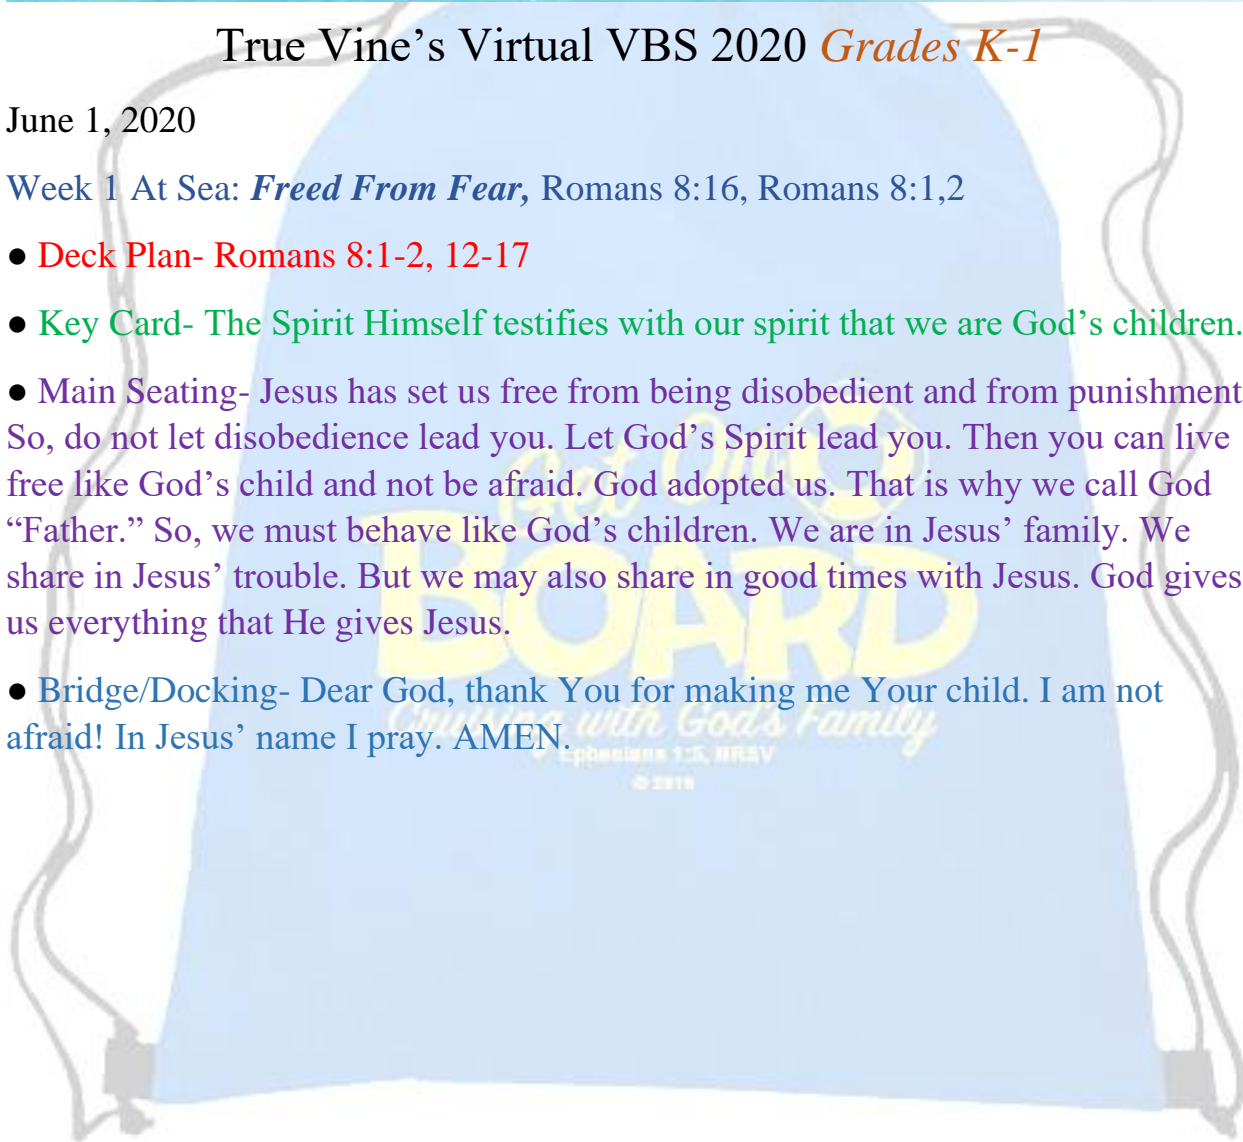 True Vine’s Virtual VBS 2020 Grades K-1
June 1, 2020
Week 1 At Sea: Freed From Fear, Romans 8:16, Romans 8:1,2
● Deck Plan- Romans 8:1-2, 12-17
● Key Card- The Spirit Himself testifies with our spirit that we are God’s children.
● Main Seating- Jesus has set us free from being disobedient and from punishment
So, do not let disobedience lead you. Let God’s Spirit lead you. Then you can live
free like God’s child and not be afraid. God adopted us. That is why we call God
“Father.” So, we must behave like God’s children. We are in Jesus’ family. We
share in Jesus’ trouble. But we may also share in good times with Jesus. God gives
us everything that He gives Jesus.
● Bridge/Docking- Dear God, thank You for making me Your child. I am not
afraid! In Jesus’ name I pray. AMEN.
Get On
BOARD
Cruising with God's Family
Ephesians 1:5, NRSV